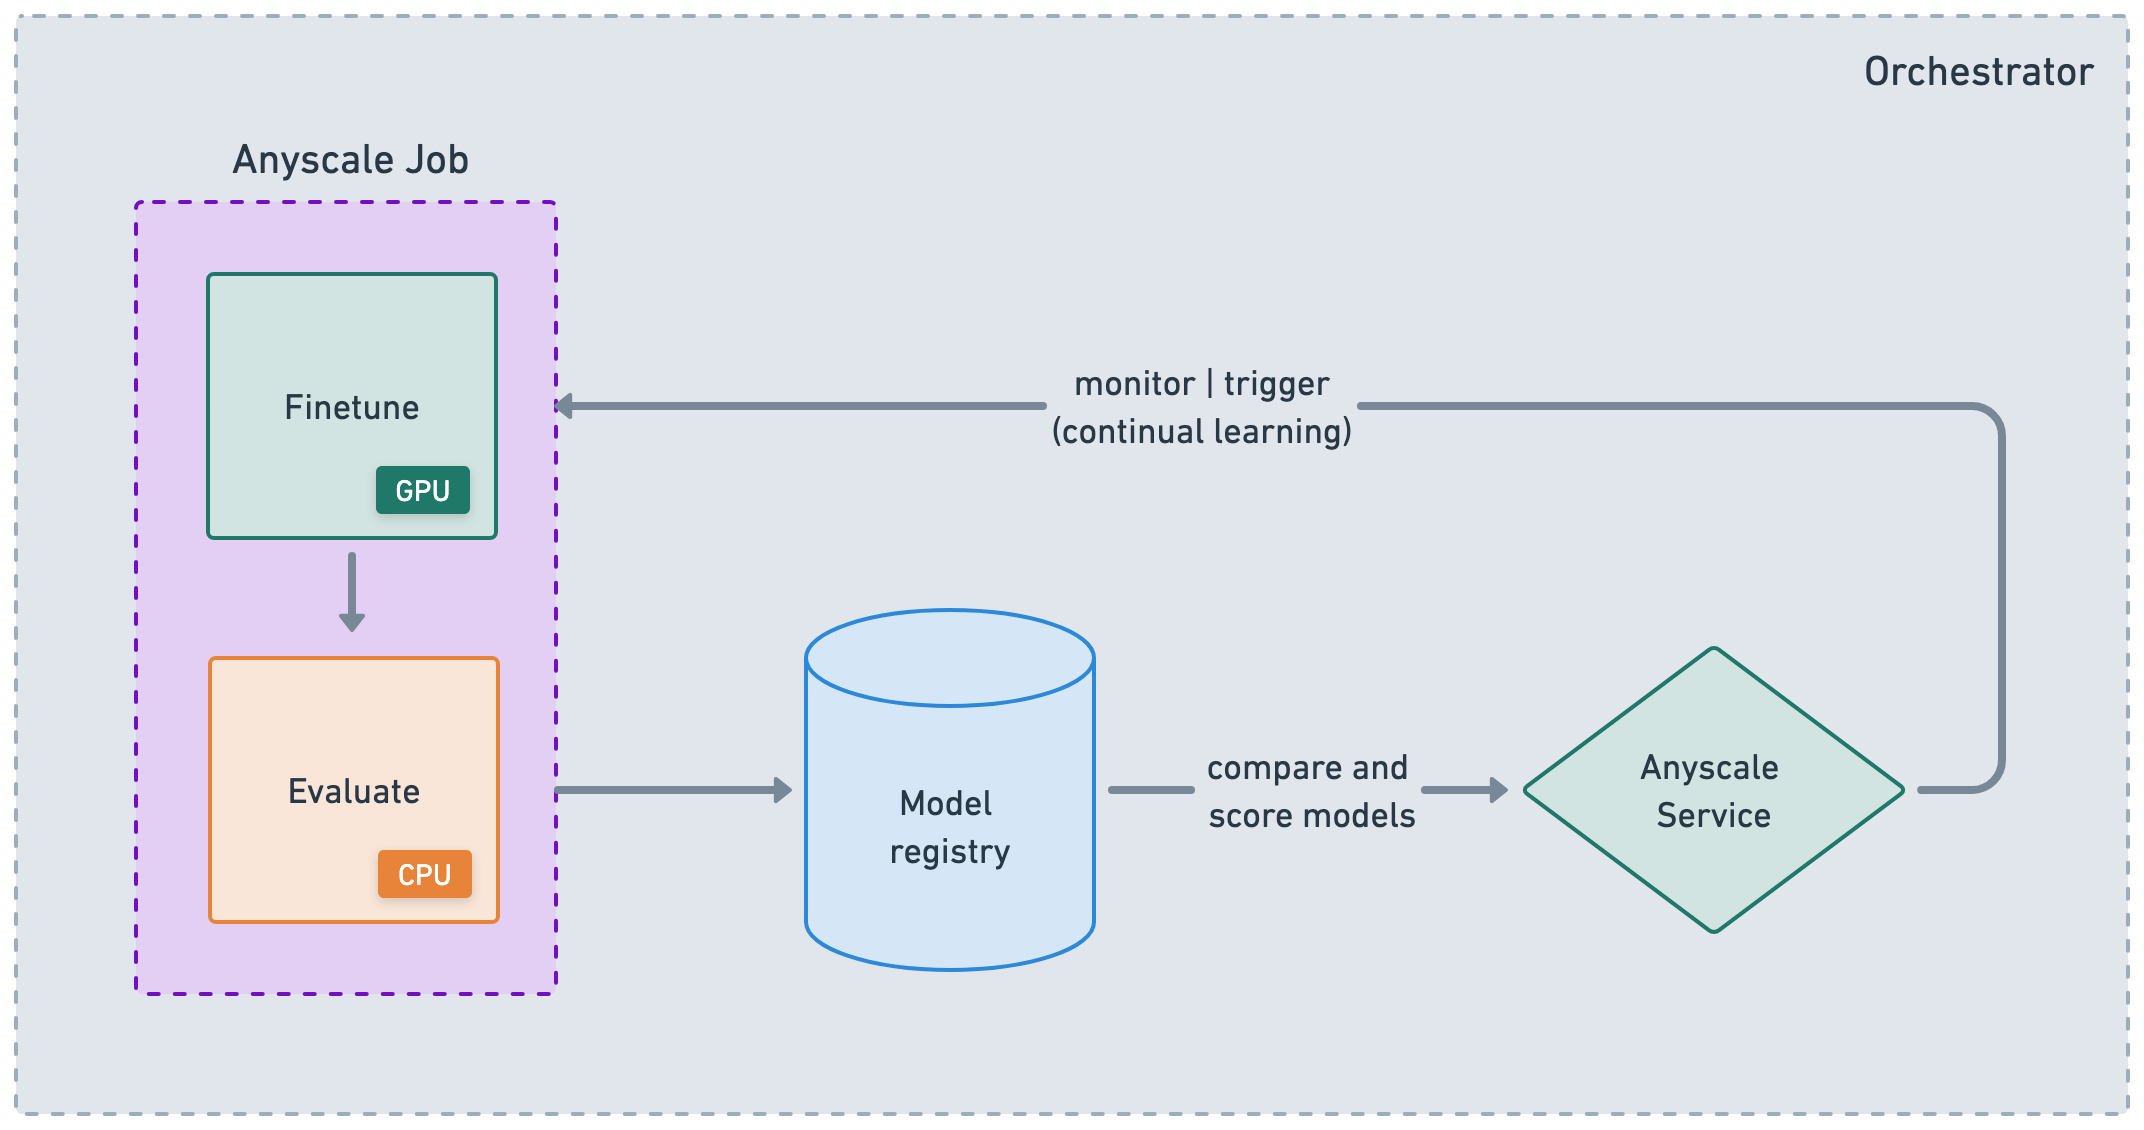 Orchestrator
Anyscale Job
Finetune
GPU
Evaluate
CPU
monitor | trigger
(continual learning)
Model
registry
compare and
score models
Anyscale
Service